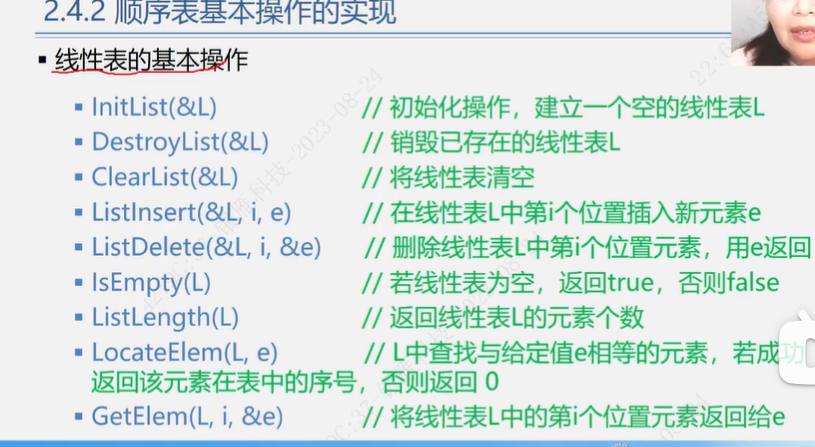 2.4.2 顺序表基本操作的实现
▪ 线性表的基本操作
▪ InitList(&L) // 初始化操作，建立一个空的线性表L
▪ DestroyList(&L) // 销毁已存在的线性表L
▪ ClearList(&L) // 将线性表清空
▪ ListInsert(&L, i, e) // 在线性表L中第i个位置插入新元素e
▪ ListDelete(&L, i, &e) // 删除线性表L中第i个位置元素，用e返回
▪ IsEmpty(L) // 若线性表为空，返回true，否则false
▪ ListLength(L) // 返回线性表L的元素个数
▪ LocateElem(L, e) // L中查找与给定值e相等的元素，若成功
返回该元素在表中的序号，否则返回 0
▪ GetElem(L, i, &e) // 将线性表L中的第i个位置元素返回给e